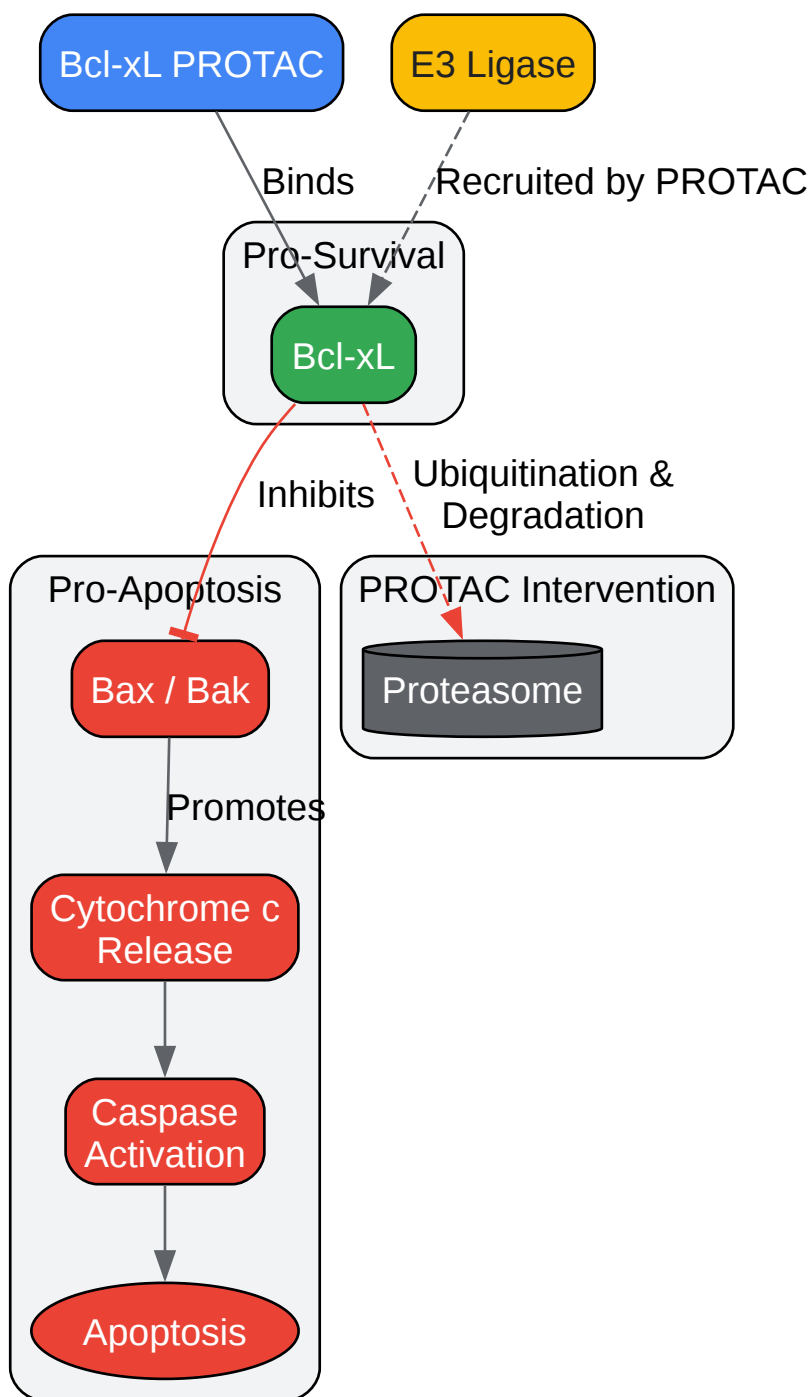 Bcl-xL PROTAC
E3 Ligase
Binds
Recruited by PROTAC
Pro-Survival
Bcl-xL
Inhibits
Ubiquitination &
Degradation
Pro-Apoptosis
PROTAC Intervention
Bax / Bak
Proteasome
Promotes
Cytochrome c
Release
Caspase
Activation
Apoptosis